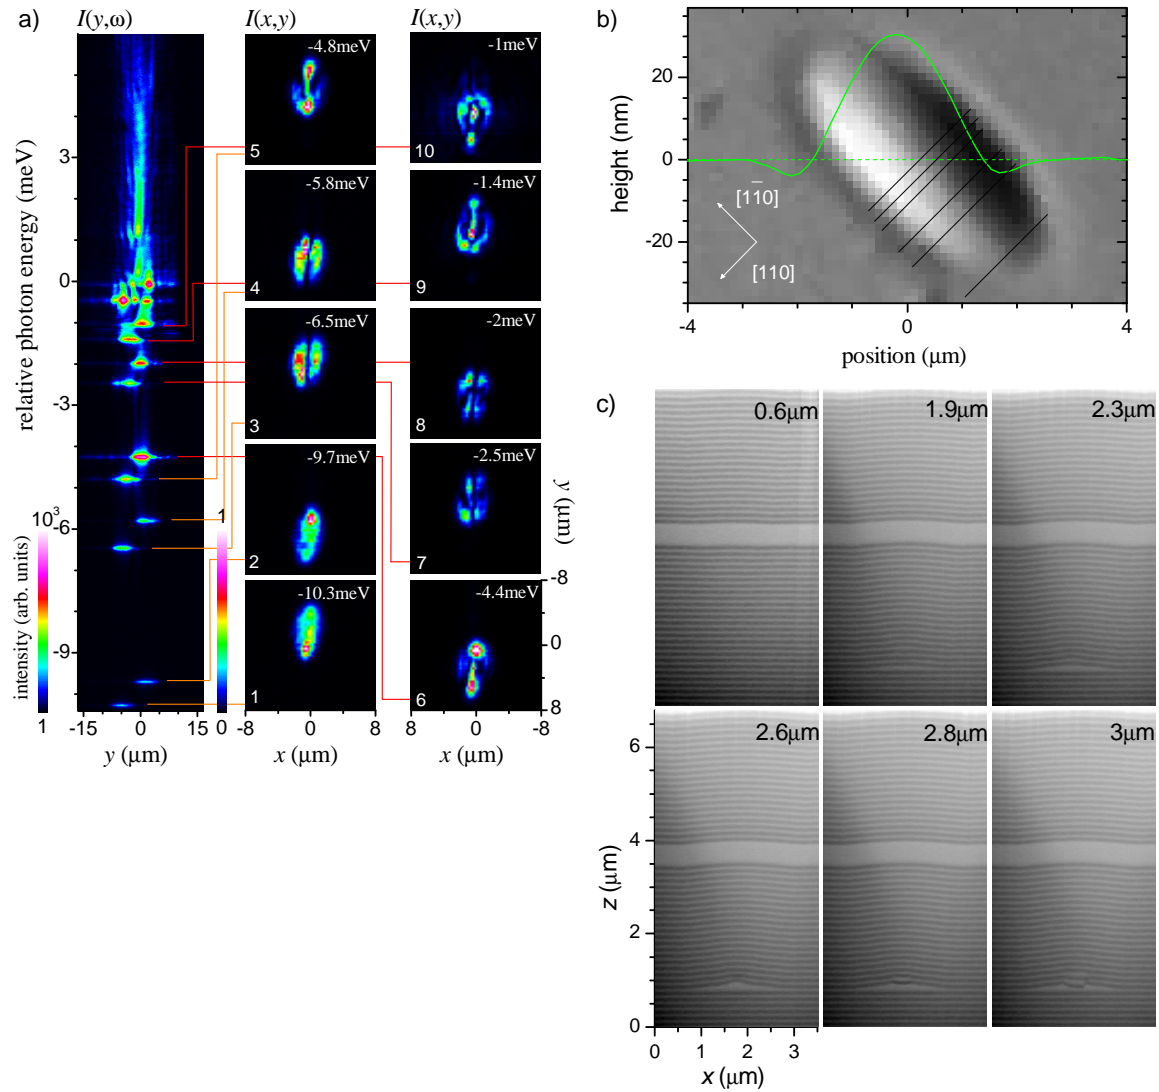 a)
I(y,ω)
I(x,y)
I(x,y)
relative photon energy (meV)
3
0
-3
-6
-9
intensity (arb. units)
10³
1
1
0
-15
0
15
y (µm)
-4.8meV
5
-5.8meV
4
-6.5meV
3
-9.7meV
2
-10.3meV
1
-8
0
8
x (µm)
-1meV
10
-1.4meV
9
-2meV
8
-2.5meV
7
-4.4meV
6
8
0
-8
x (µm)
y (µm)
-8
0
8
b)
height (nm)
20
0
-20
[11̄0]
[110]
-4
-2
0
2
4
position (µm)
c)
0.6µm
1.9µm
2.3µm
2.6µm
2.8µm
3µm
z (µm)
6
4
2
0
0
1
2
3
x (µm)